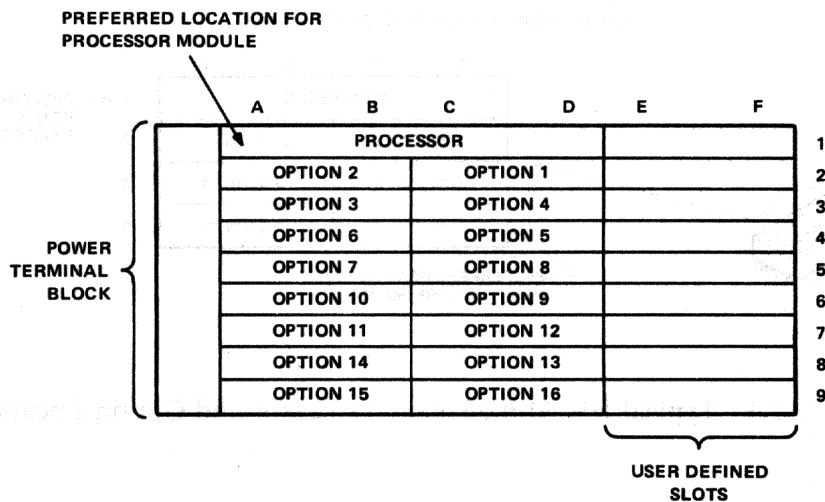 PREFERRED LOCATION FOR
PROCESSOR MODULE
A B C D E F
PROCESSOR 1
OPTION 2 OPTION 1 2
OPTION 3 OPTION 4 3
OPTION 6 OPTION 5 4
OPTION 7 OPTION 8 5
OPTION 10 OPTION 9 6
OPTION 11 OPTION 12 7
OPTION 14 OPTION 13 8
OPTION 15 OPTION 16 9
POWER
TERMINAL
BLOCK
USER DEFINED
SLOTS